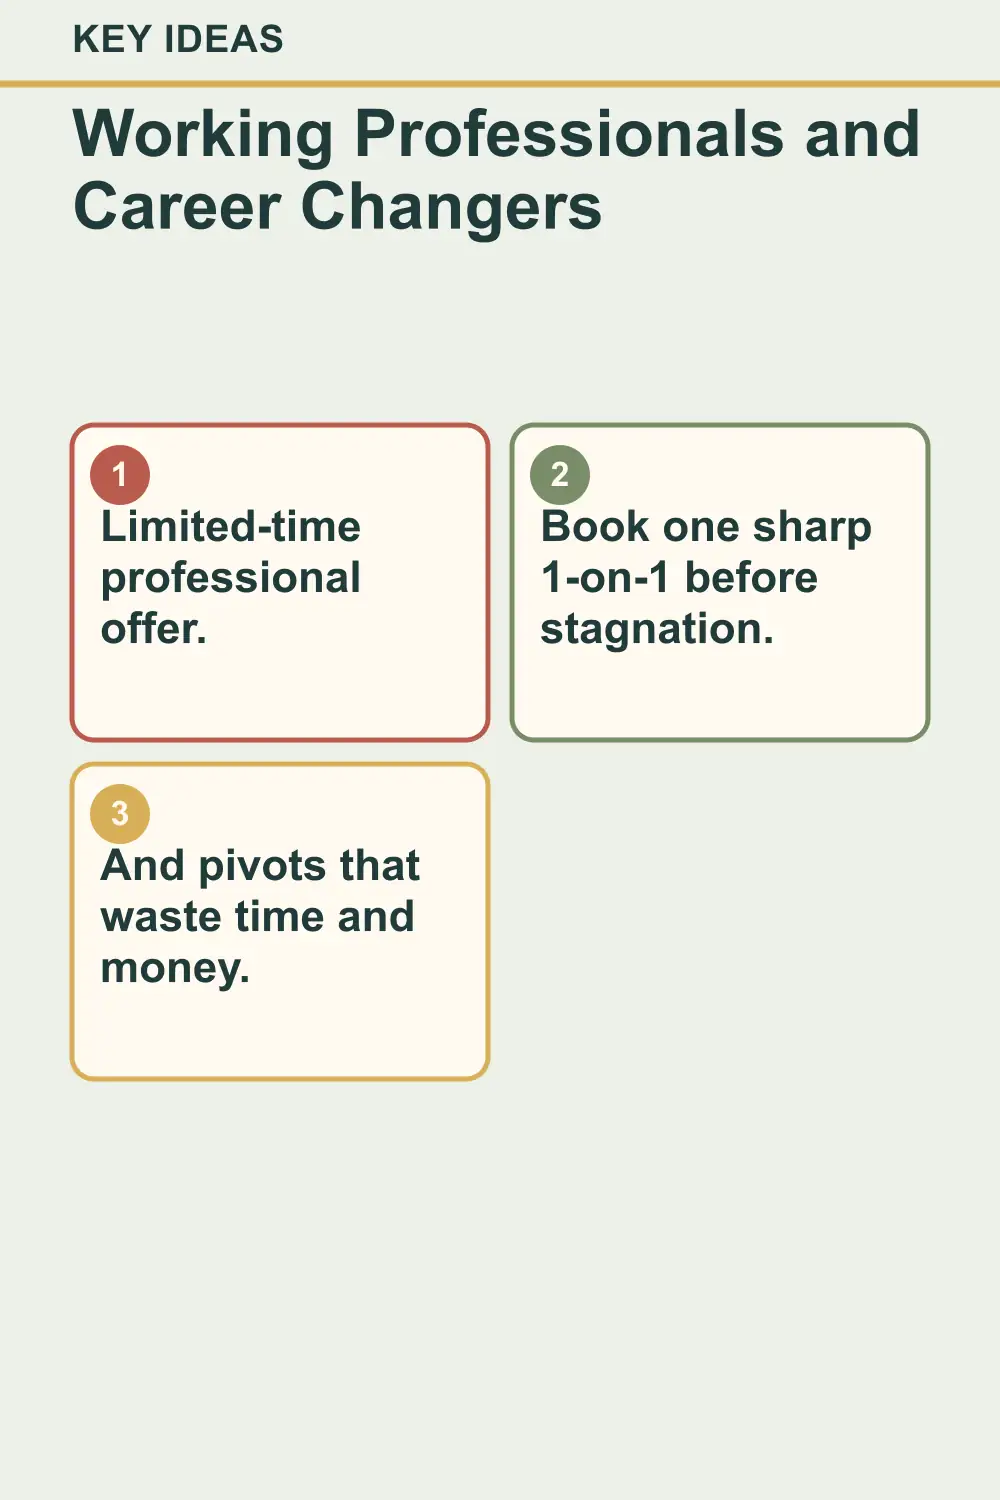 KEY IDEAS
Working Professionals and
Career Changers
1
Limited-time
professional
offer.
2
Book one sharp
1-on-1 before
stagnation.
3
And pivots that
waste time and
money.